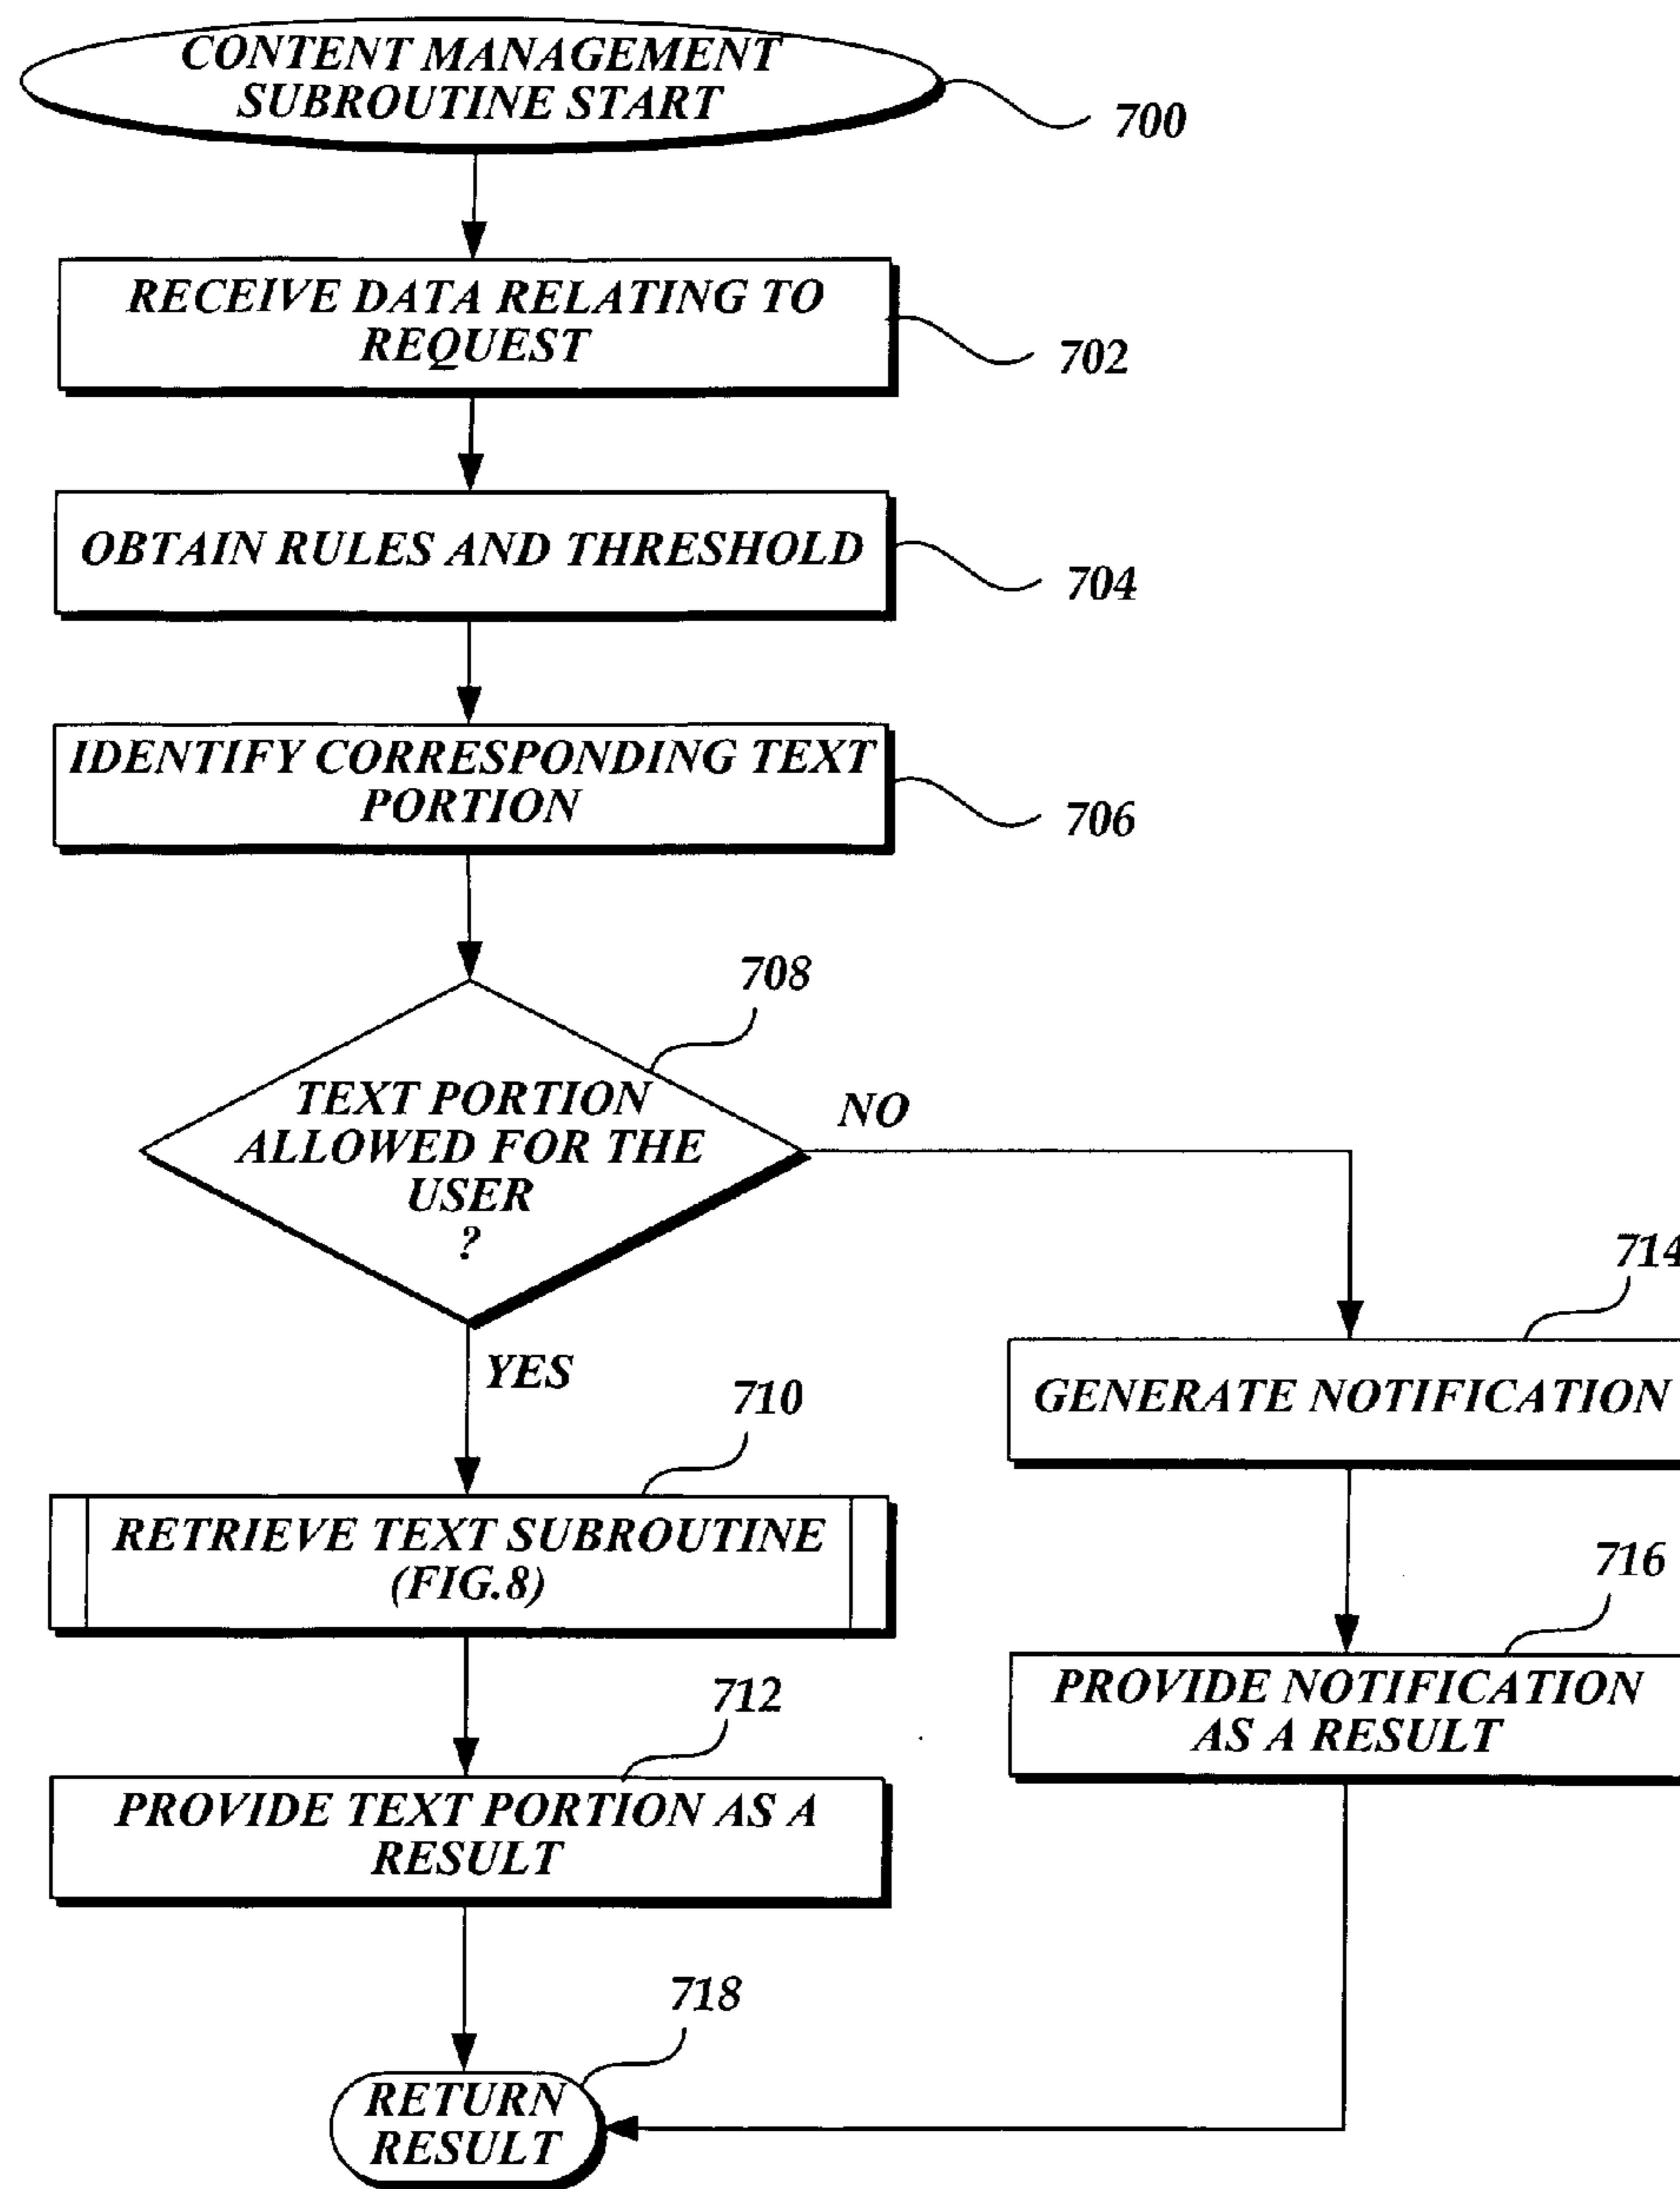 CONTENT MANAGEMENT
SUBROUTINE START
700
RECEIVE DATA RELATING TO
REQUEST
702
OBTAIN RULES AND THRESHOLD
704
IDENTIFY CORRESPONDING TEXT
PORTION
706
708
TEXT PORTION
ALLOWED FOR THE
USER
?
NO
YES
714
GENERATE NOTIFICATION
710
RETRIEVE TEXT SUBROUTINE
(FIG.8)
716
PROVIDE NOTIFICATION
AS A RESULT
712
PROVIDE TEXT PORTION AS A
RESULT
718
RETURN
RESULT